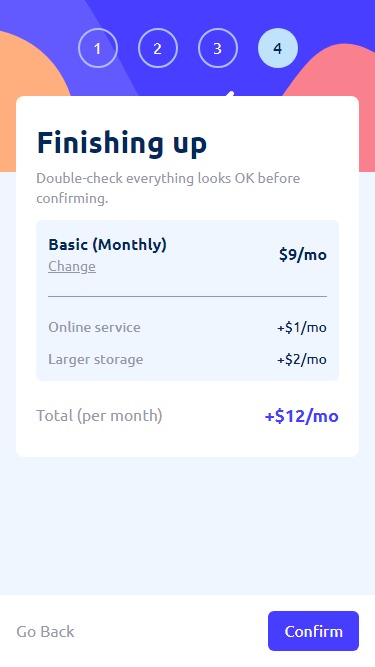 1 2 3 4
Finishing up
Double-check everything looks OK before
confirming.
Basic (Monthly)
$9/mo
Change
Online service +$1/mo
Larger storage +$2/mo
Total (per month) +$12/mo
Go Back Confirm